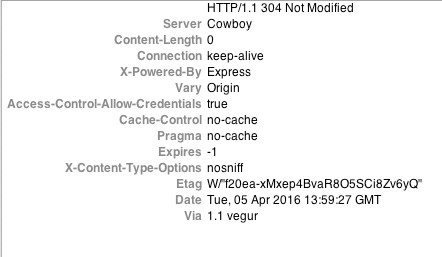 HTTP/1.1 304 Not Modified
Server Cowboy
Content-Length 0
Connection keep-alive
X-Powered-By Express
Vary Origin
Access-Control-Allow-Credentials true
Cache-Control no-cache
Pragma no-cache
Expires -1
X-Content-Type-Options nosniff
Etag W/"f20ea-xMxep4BvaR8O5SCi8Zv6yQ"
Date Tue, 05 Apr 2016 13:59:27 GMT
Via 1.1 vegur